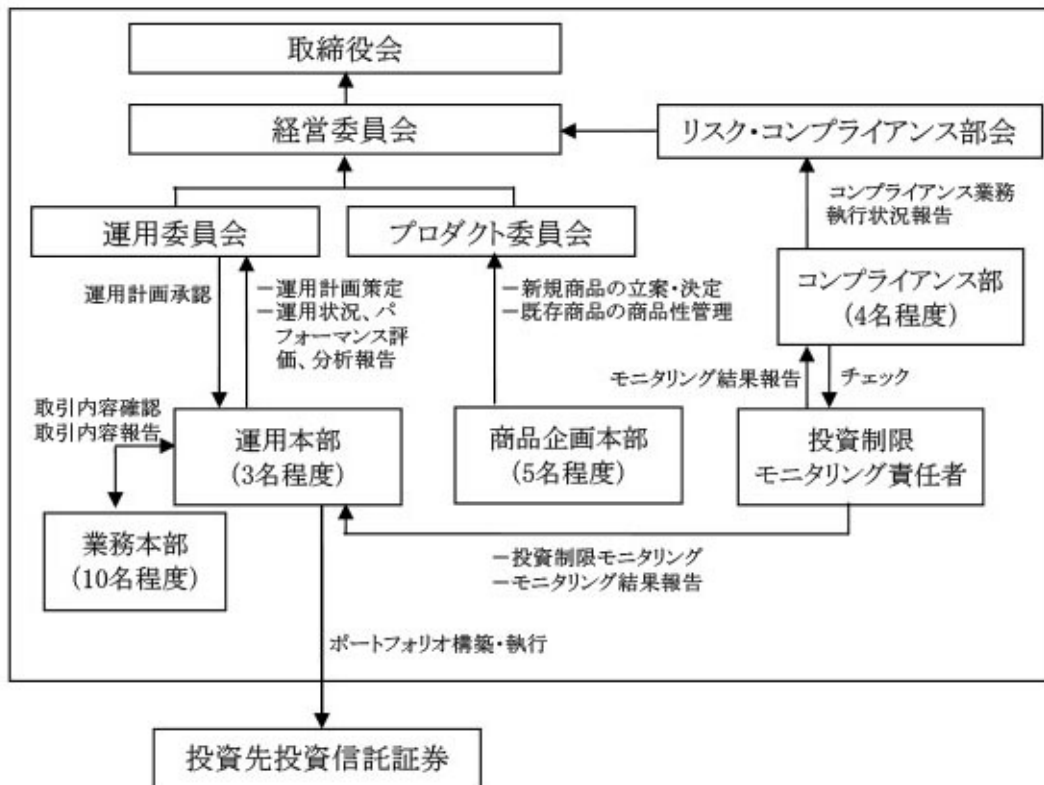 取締役会
経営委員会
リスク・コンプライアンス部会
コンプライアンス業務
執行状況報告
運用委員会
プロダクト委員会
運用計画承認
－運用計画策定
－運用状況、パ
フォーマンス評
価、分析報告
－新規商品の立案・決定
－既存商品の商品性管理
コンプライアンス部
(4名程度)
モニタリング結果報告
チェック
取引内容確認
取引内容報告
運用本部
(3名程度)
商品企画本部
(5名程度)
投資制限
モニタリング責任者
業務本部
(10名程度)
－投資制限モニタリング
－モニタリング結果報告
ポートフォリオ構築・執行
投資先投資信託証券